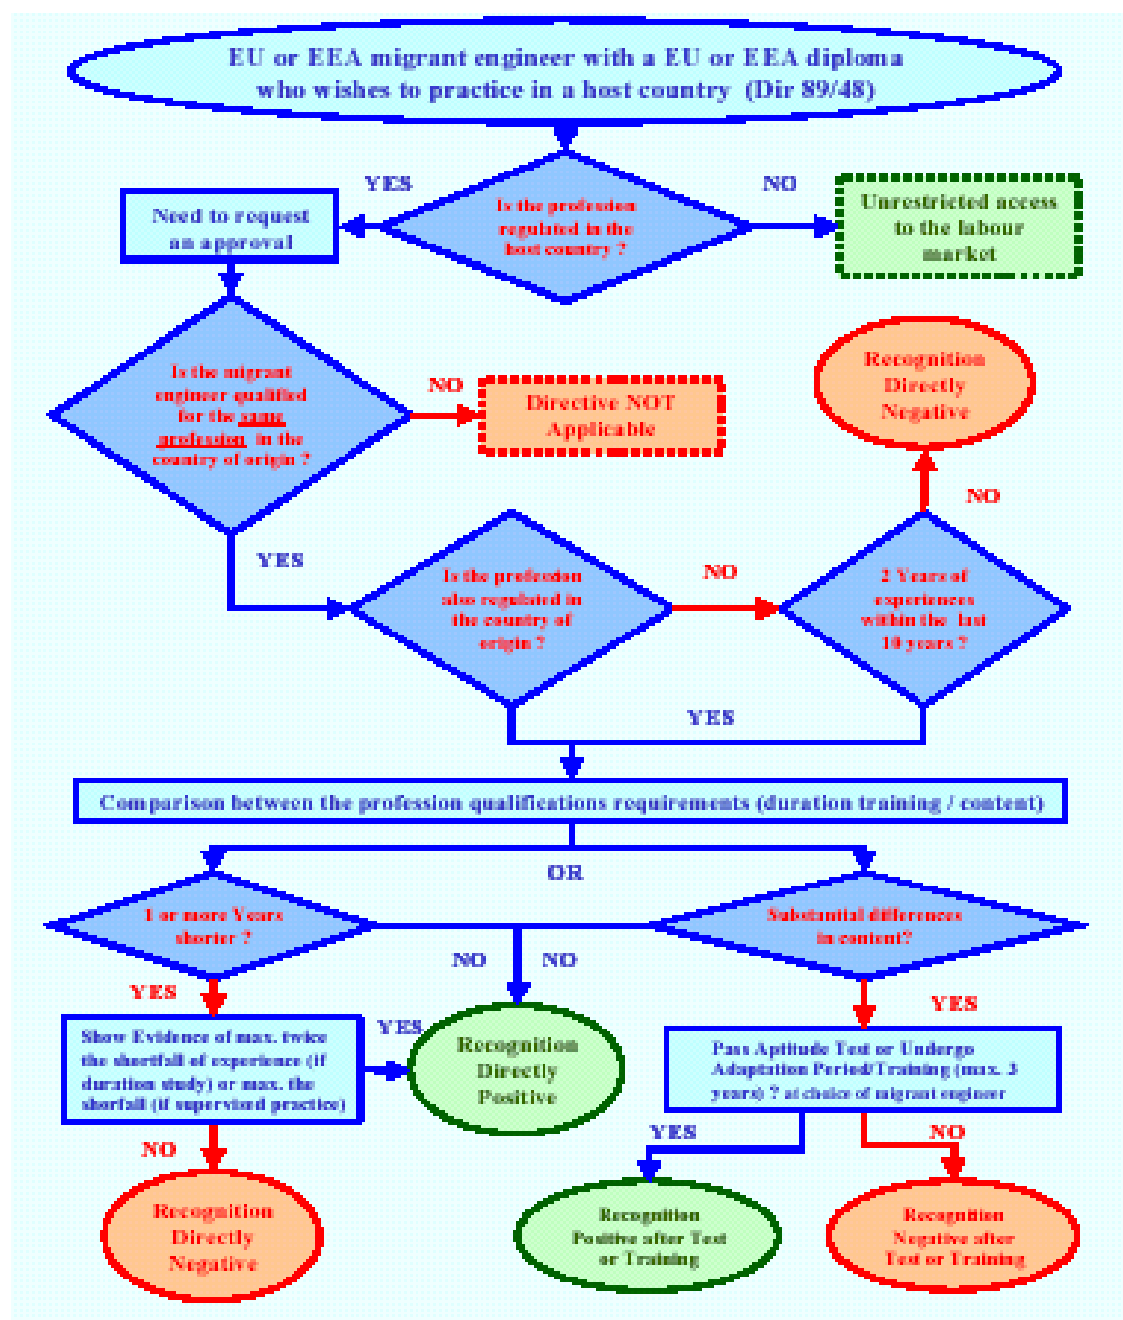 EU or EEA migrant engineer with a EU or EEA diploma
who wishes to practice in a host country (Dir 89/48)
YES
NO
Need to request
an approval
Is the profession
regulated in the
host country ?
Unrestricted access
to the labour
market
Is the migrant
engineer qualified
for the same
profession in the
country of origin ?
NO
Directive NOT
Applicable
Recognition
Directly
Negative
NO
YES
Is the profession
also regulated in
the country of
origin ?
NO
2 Years of
experiences
within the last
10 years ?
YES
Comparison between the profession qualifications requirements (duration training / content)
OR
1 or more Years
shorter ?
Substantial differences
in content?
NO
NO
YES
YES
Show Evidence of max. twice
the shortfall of experience (if
duration study) or max. the
shorfall (if supervised practice)
YES
Recognition
Directly
Positive
Pass Aptitude Test or Undergo
Adaptation Period/Training (max. 3
years) ? at choice of migrant engineer
NO
YES
NO
Recognition
Directly
Negative
Recognition
Positive after Test
or Training
Recognition
Negative after
Test or Training